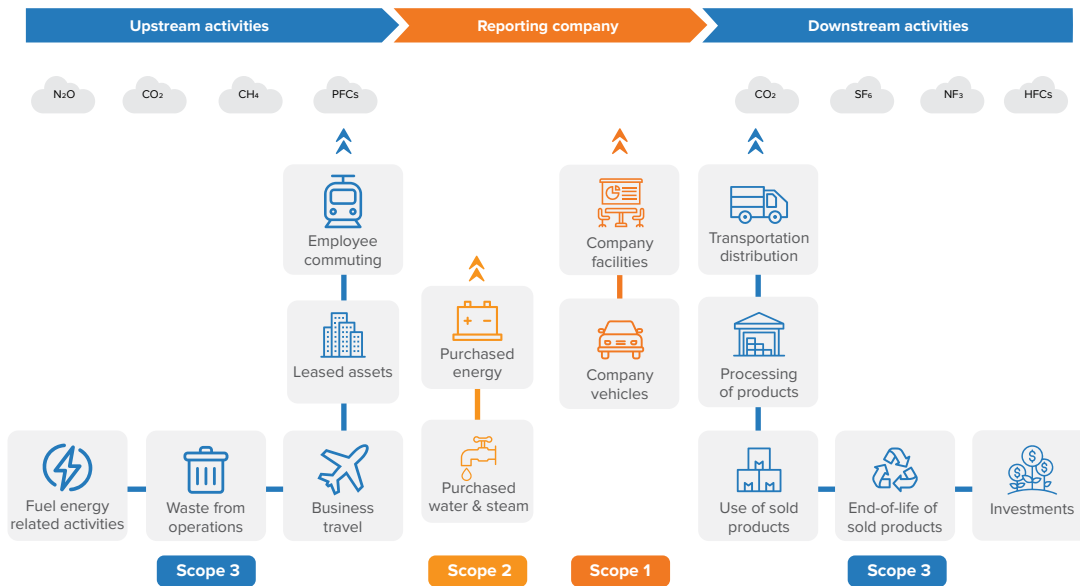 Upstream activities
Reporting company
Downstream activities
N₂O
CO₂
CH₄
PFCs
CO₂
SF₆
NF₃
HFCs
Employee
commuting
Company
facilities
Transportation
distribution
Leased assets
Purchased
energy
Company
vehicles
Processing
of products
Fuel energy
related activities
Waste from
operations
Business
travel
Purchased
water & steam
Use of sold
products
End-of-life of
sold products
Investments
Scope 3
Scope 2
Scope 1
Scope 3